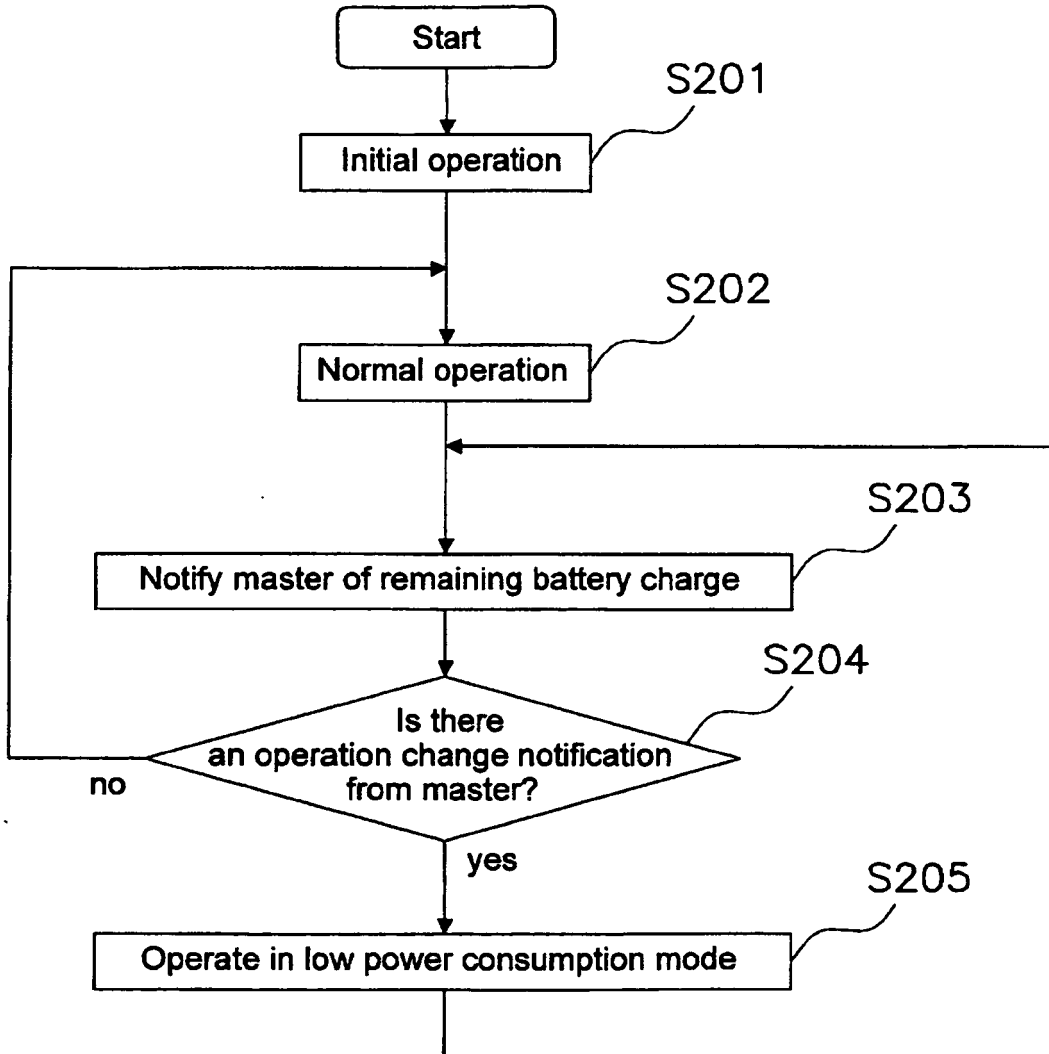 Start
S201
Initial operation
S202
Normal operation
S203
Notify master of remaining battery charge
S204
Is there
an operation change notification
from master?
no
yes
S205
Operate in low power consumption mode